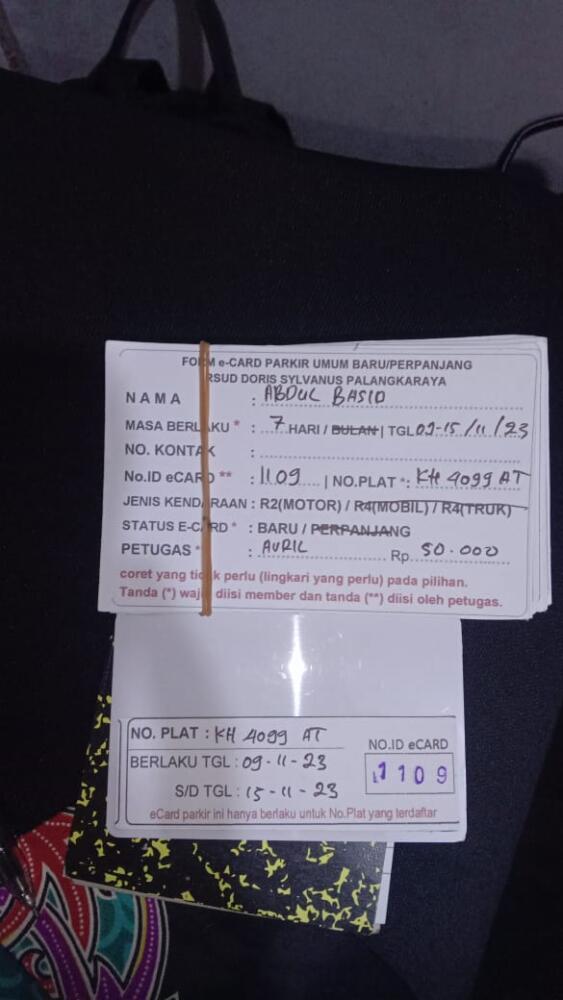 FORM e-CARD PARKIR UMUM BARU/PERPANJANG
RSUD DORIS SYLVANUS PALANGKARAYA
NAMA : ABDUL BASID
MASA BERLAKU * : 7 HARI / BULAN | TGL 09-15/11/23
NO. KONTAK :
No.ID eCARD ** : 1109 | NO.PLAT * : KH 4099 AT
JENIS KENDARAAN : R2(MOTOR) / R4(MOBIL) / R4(TRUK)
STATUS E-CARD * : BARU / PERPANJANG
PETUGAS * : AVRIL Rp. 50.000
coret yang tidak perlu (lingkari yang perlu) pada pilihan.
Tanda (*) wajib diisi member dan tanda (**) diisi oleh petugas.
NO. PLAT : KH 4099 AT
BERLAKU TGL : 09-11-23
S/D TGL : 15-11-23
NO.ID eCARD
1109
eCard parkir ini hanya berlaku untuk No.Plat yang terdaftar